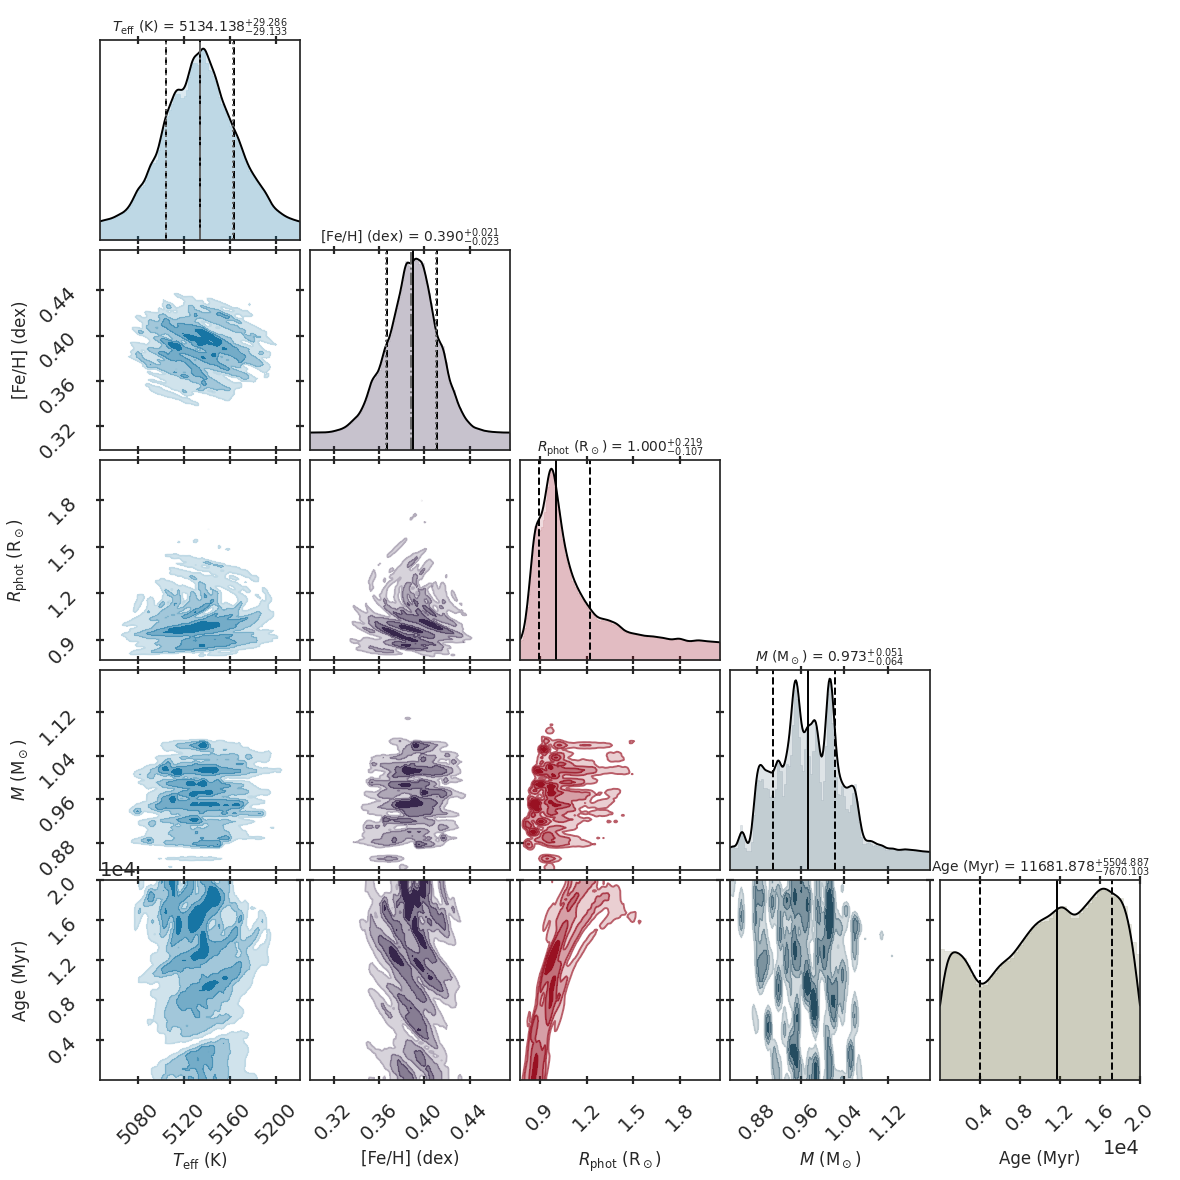 T_eff (K) = 5134.138 +29.286 −29.133
[Fe/H] (dex) = 0.390 +0.021 −0.023
0.44
0.40
0.36
0.32
[Fe/H] (dex)
R_phot (R_⊙) = 1.000 +0.219 −0.107
1.8
1.5
1.2
0.9
R_phot (R_⊙)
M (M_⊙) = 0.973 +0.051 −0.064
1.12
1.04
0.96
0.88
M (M_⊙)
1e4
Age (Myr) = 11681.878 +5504.887 −7670.103
2.0
1.6
1.2
0.8
0.4
Age (Myr)
5080 5120 5160 5200
0.32 0.36 0.40 0.44
0.9 1.2 1.5 1.8
0.88 0.96 1.04 1.12
0.4 0.8 1.2 1.6 2.0
1e4
T_eff (K)
[Fe/H] (dex)
R_phot (R_⊙)
M (M_⊙)
Age (Myr)